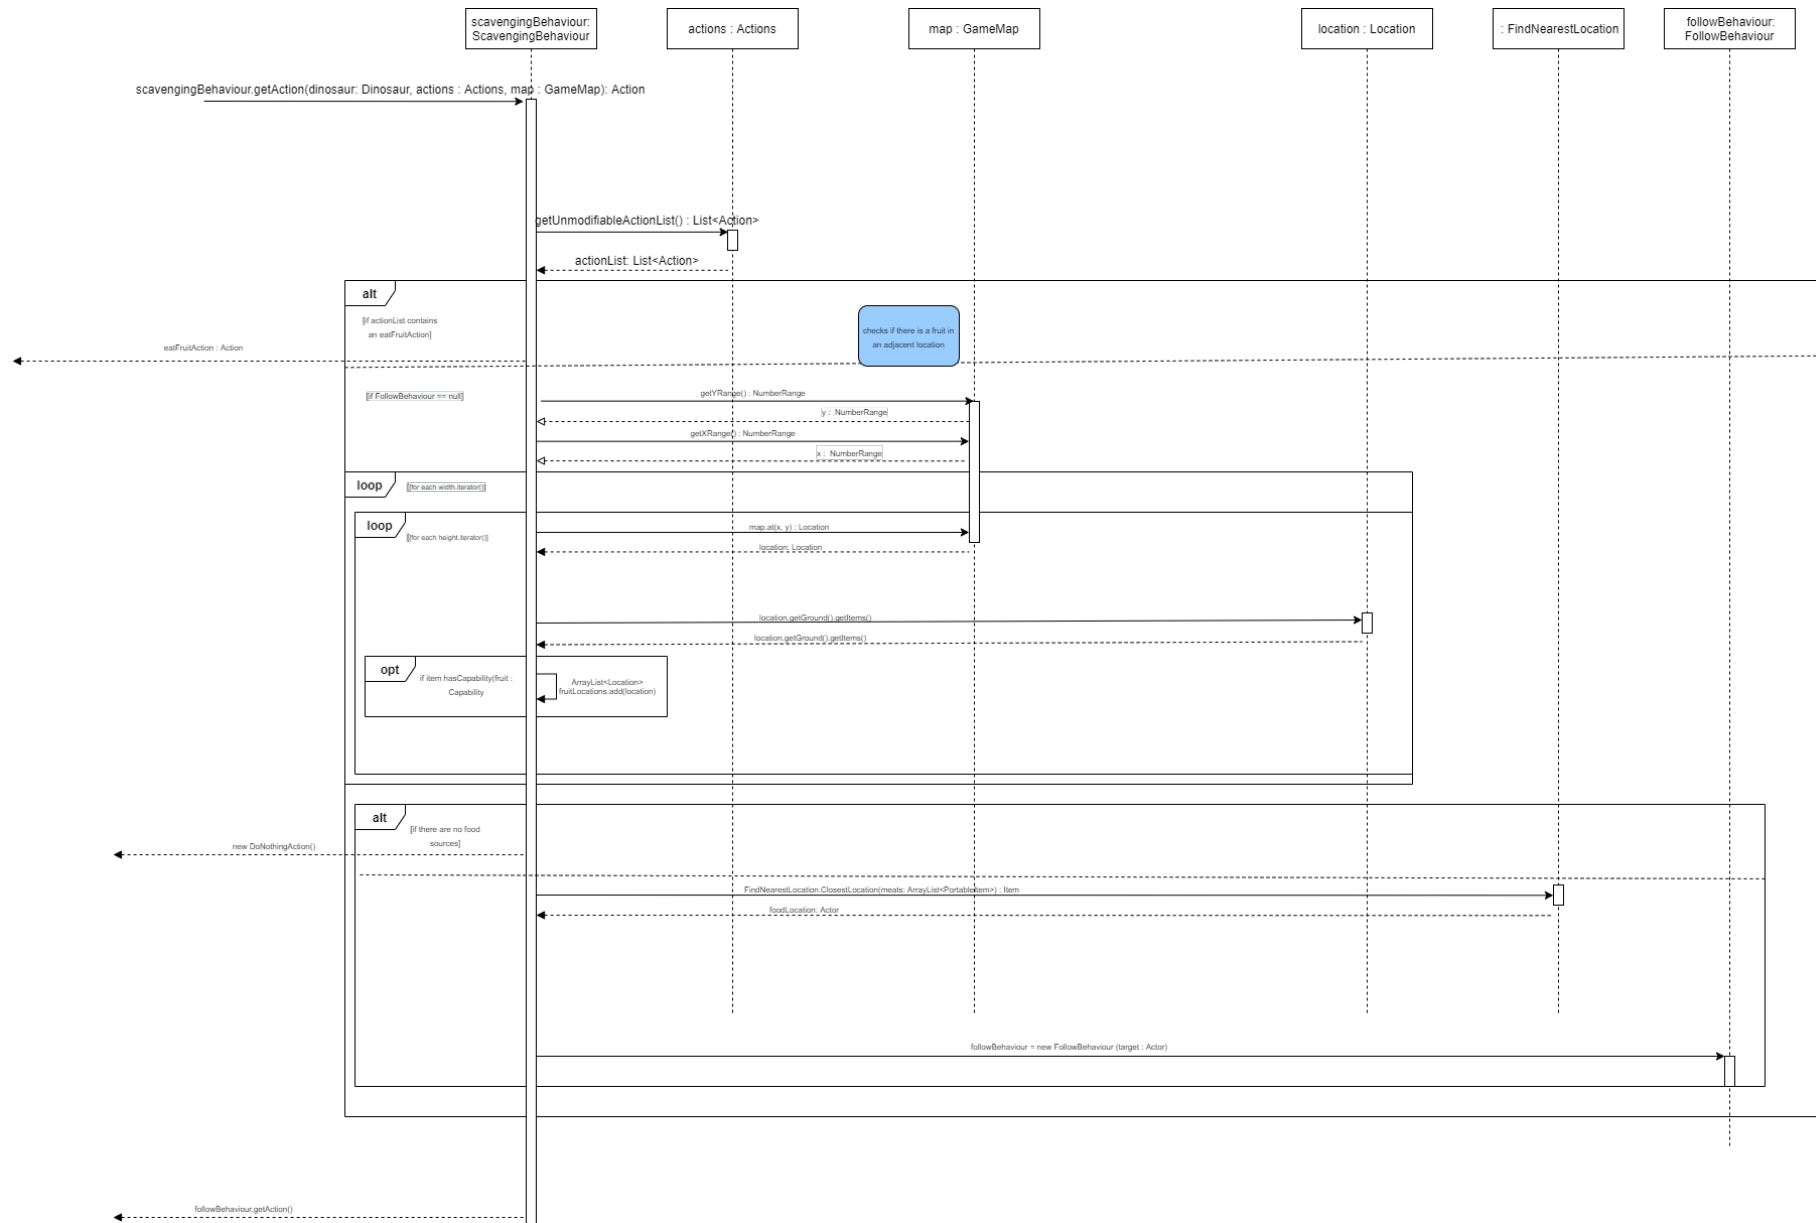 scavengingBehaviour:
ScavengingBehaviour
actions : Actions
map : GameMap
location : Location
: FindNearestLocation
followBehaviour:
FollowBehaviour
scavengingBehaviour.getAction(dinosaur: Dinosaur, actions : Actions, map : GameMap): Action
getUnmodifiableActionList() : List<Action>
actionList: List<Action>
alt
[if actionList contains
an eatFruitAction]
checks if there is a fruit in
an adjacent location
eatFruitAction : Action
[if FollowBehaviour == null]
getYRange() : NumberRange
y : NumberRange
getXRange() : NumberRange
x : NumberRange
loop
[[for each width.iterator()]
loop
[[for each height.iterator()]
map.at(x, y) : Location
location: Location
location.getGround().getItems()
location.getGround().getItems()
opt
if item hasCapability(fruit :
Capability
ArrayList<Location>
fruitLocations.add(location)
alt
[if there are no food
sources]
new DoNothingAction()
FindNearestLocation.ClosestLocation(meats: ArrayList<PortableItem>) : Item
foodLocation: Actor
followBehaviour = new FollowBehaviour (target : Actor)
followBehaviour.getAction()